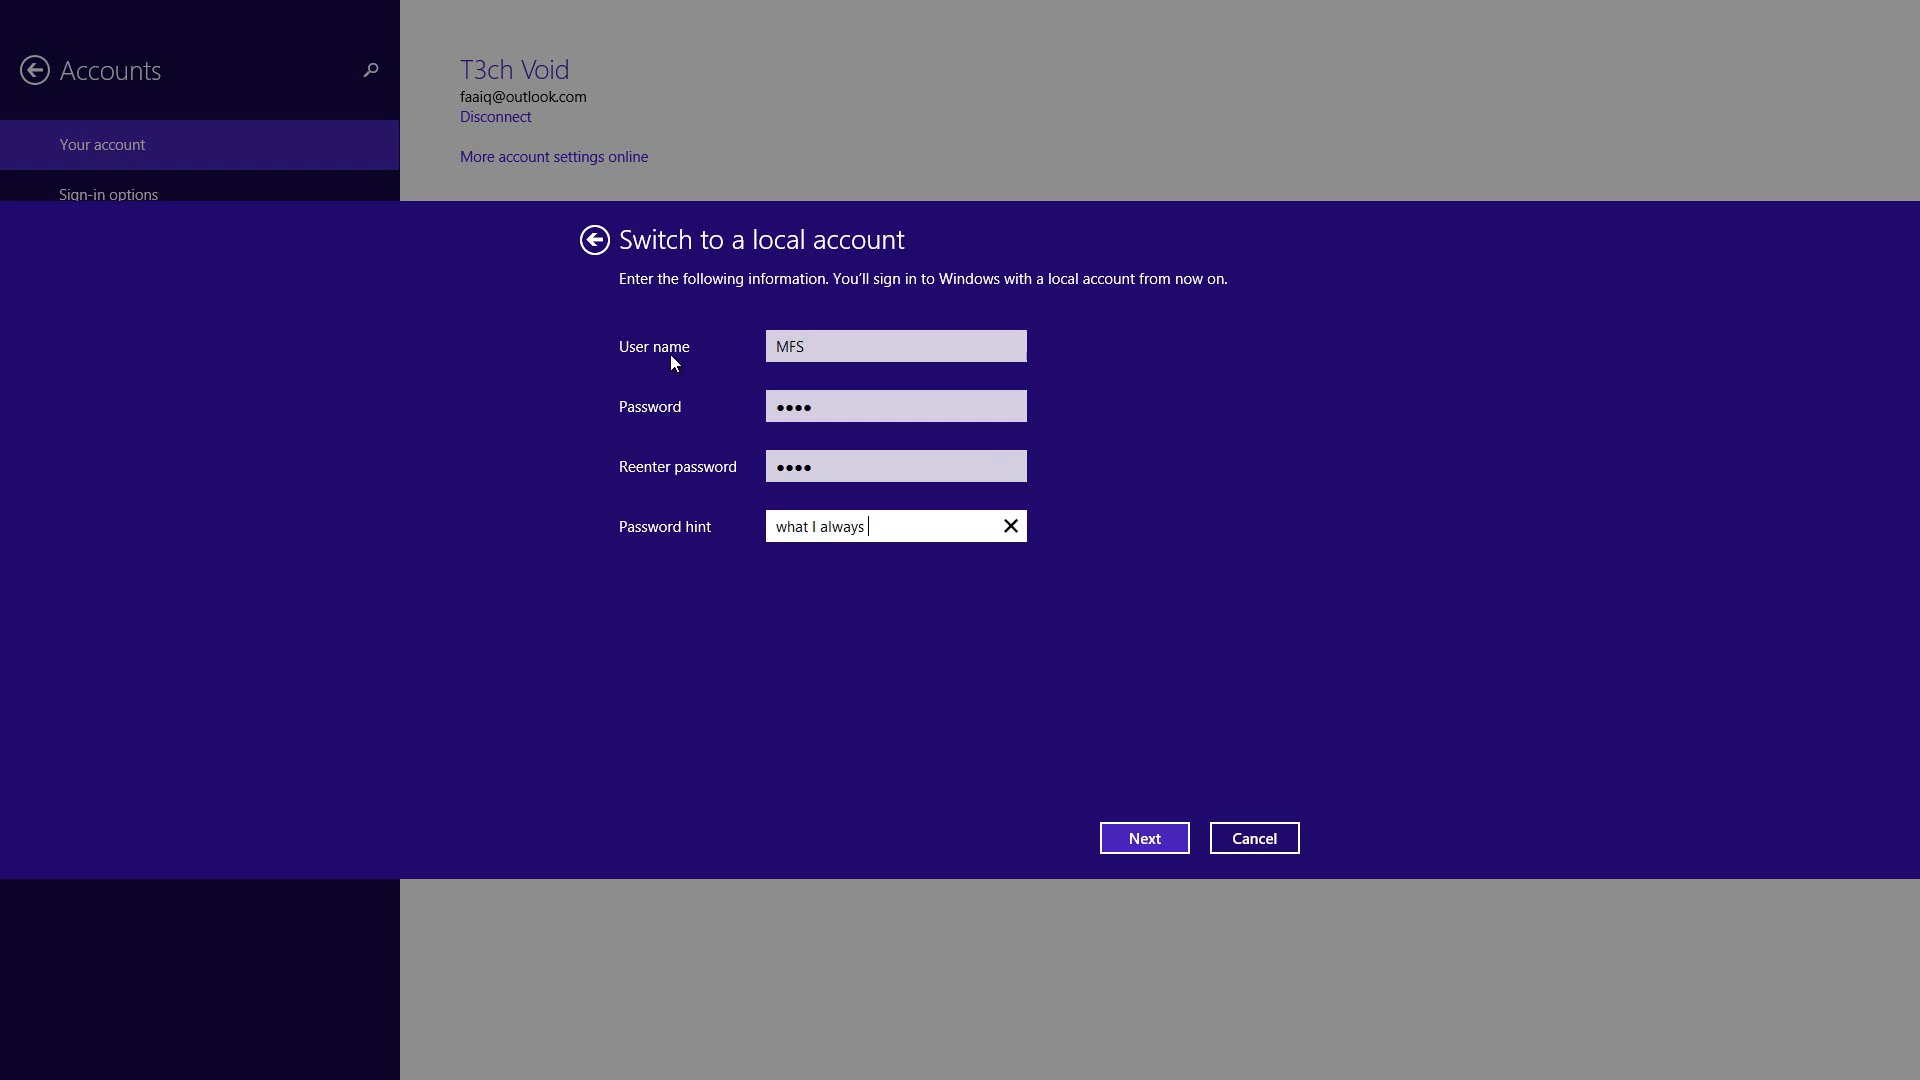 Accounts
T3ch Void
faaiq@outlook.com
Disconnect
Your account
More account settings online
Sign-in options
Switch to a local account
Enter the following information. You'll sign in to Windows with a local account from now on.
User name MFS
Password ●●●●
Reenter password ●●●●
Password hint what I always
Next Cancel